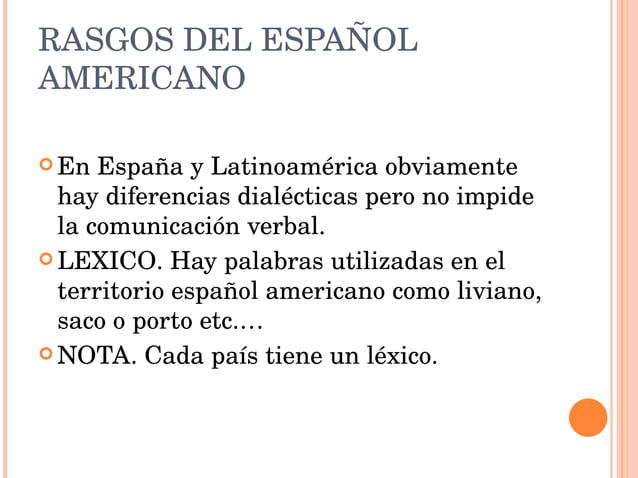 RASGOS DEL ESPAÑOL
AMERICANO
En España y Latinoamérica obviamente
hay diferencias dialécticas pero no impide
la comunicación verbal.
LEXICO. Hay palabras utilizadas en el
territorio español americano como liviano,
saco o porto etc.…
NOTA. Cada país tiene un léxico.